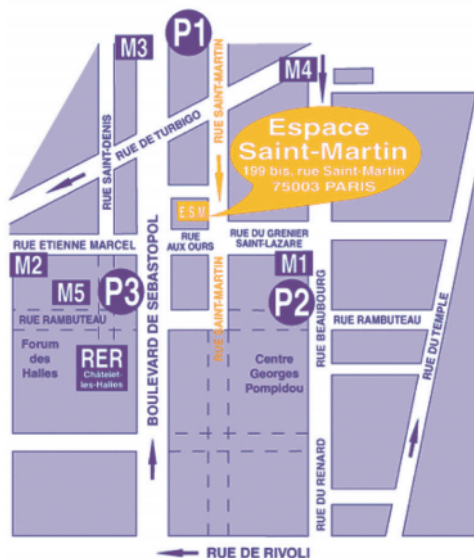 P1
M3
M4
RUE SAINT-MARTIN
RUE DE TURBIGO
RUE SAINT-DENIS
Espace
Saint-Martin
199 bis, rue Saint-Martin
75003 PARIS
E S M
RUE ETIENNE MARCEL
RUE
AUX OURS
RUE DU GRENIER
SAINT-LAZARE
BOULEVARD DE SEBASTOPOL
RUE SAINT-MARTIN
M2
M5
P3
M1
P2
RUE BEAUBOURG
RUE RAMBUTEAU
RUE RAMBUTEAU
RUE DU TEMPLE
Forum
des
Halles
RER
Châtelet-
les-Halles
Centre
Georges
Pompidou
RUE DU RENARD
RUE DE RIVOLI